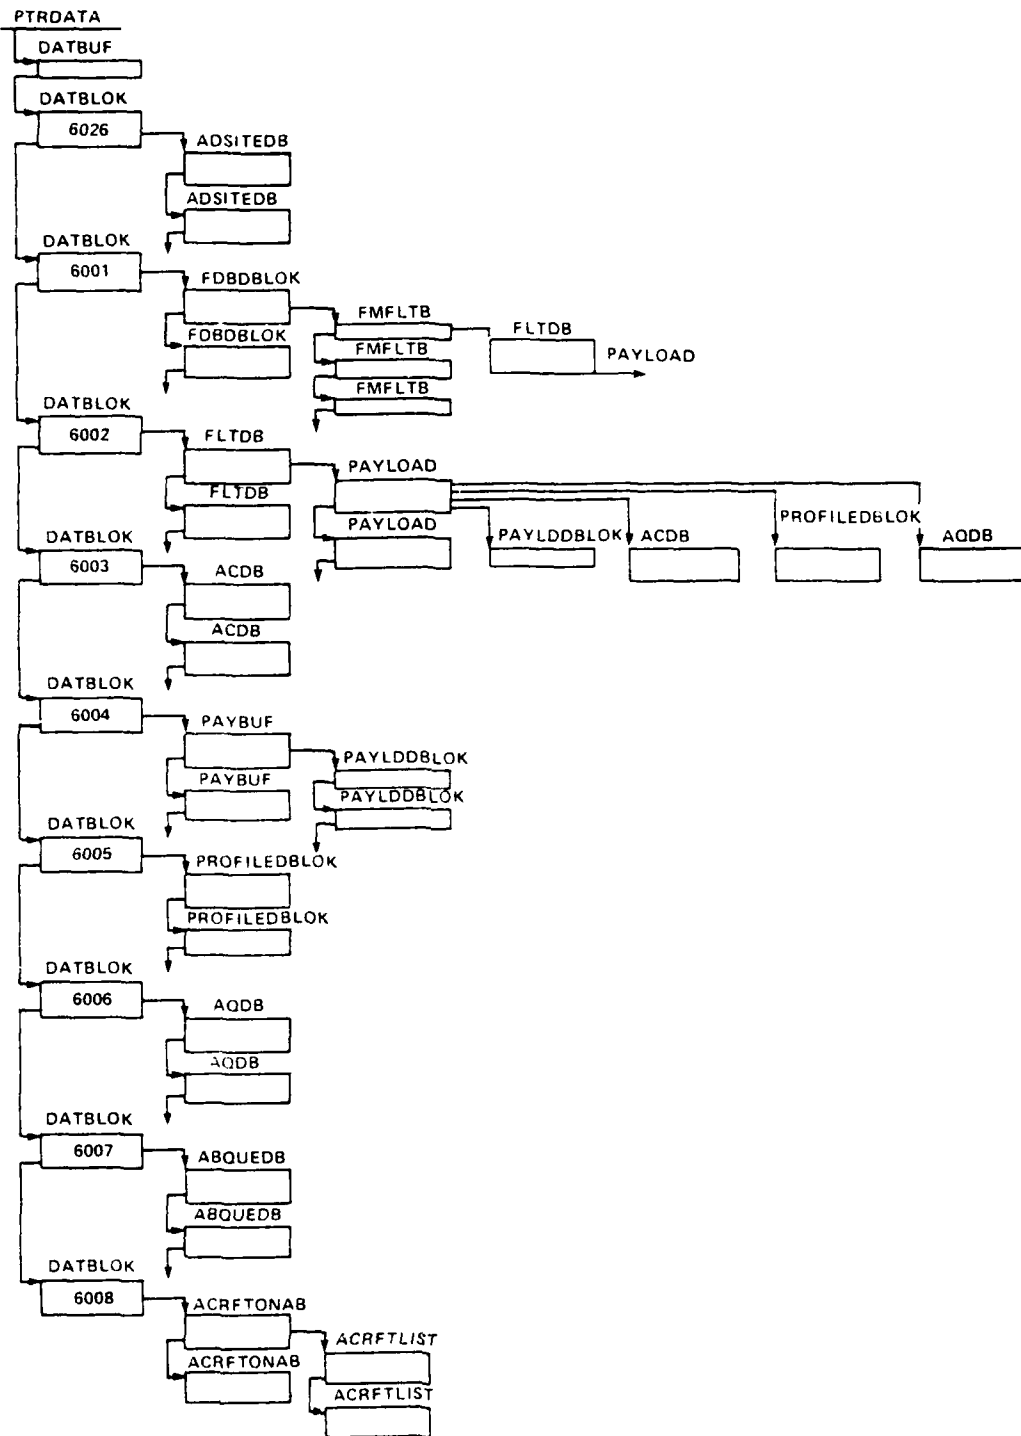 PTRDATA
DATBUF
DATBLOK
6026
ADSITEDB
ADSITEDB
DATBLOK
6001
FDBDBLOK
FMFLTB
FLTDB
FDBDBLOK
FMFLTB
PAYLOAD
FMFLTB
DATBLOK
6002
FLTDB
PAYLOAD
FLTDB
PAYLOAD
PAYLDDBLOK
ACDB
PROFILEDBLOK
AQDB
DATBLOK
6003
ACDB
ACDB
DATBLOK
6004
PAYBUF
PAYLDDBLOK
PAYBUF
PAYLDDBLOK
DATBLOK
6005
PROFILEDBLOK
PROFILEDBLOK
DATBLOK
6006
AQDB
AQDB
DATBLOK
6007
ABQUEDB
ABQUEDB
DATBLOK
6008
ACRFTONAB
ACRFTLIST
ACRFTONAB
ACRFTLIST